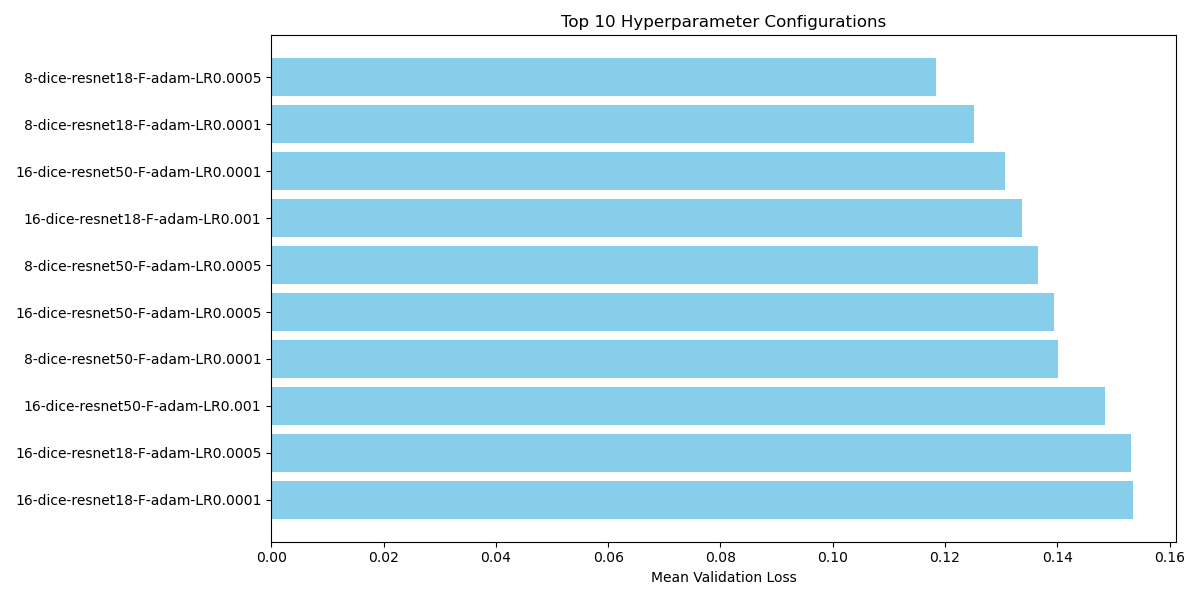 Top 10 Hyperparameter Configurations
8-dice-resnet18-F-adam-LR0.0005
8-dice-resnet18-F-adam-LR0.0001
16-dice-resnet50-F-adam-LR0.0001
16-dice-resnet18-F-adam-LR0.001
8-dice-resnet50-F-adam-LR0.0005
16-dice-resnet50-F-adam-LR0.0005
8-dice-resnet50-F-adam-LR0.0001
16-dice-resnet50-F-adam-LR0.001
16-dice-resnet18-F-adam-LR0.0005
16-dice-resnet18-F-adam-LR0.0001
0.00 0.02 0.04 0.06 0.08 0.10 0.12 0.14 0.16
Mean Validation Loss